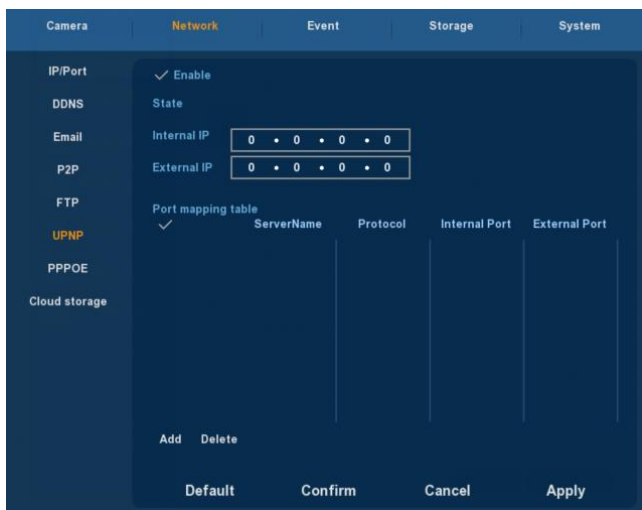 Camera Network Event Storage System
IP/Port
DDNS
Email
P2P
FTP
UPNP
PPPOE
Cloud storage
Enable
State
Internal IP 0 . 0 . 0 . 0
External IP 0 . 0 . 0 . 0
Port mapping table
ServerName Protocol Internal Port External Port
Add Delete
Default Confirm Cancel Apply